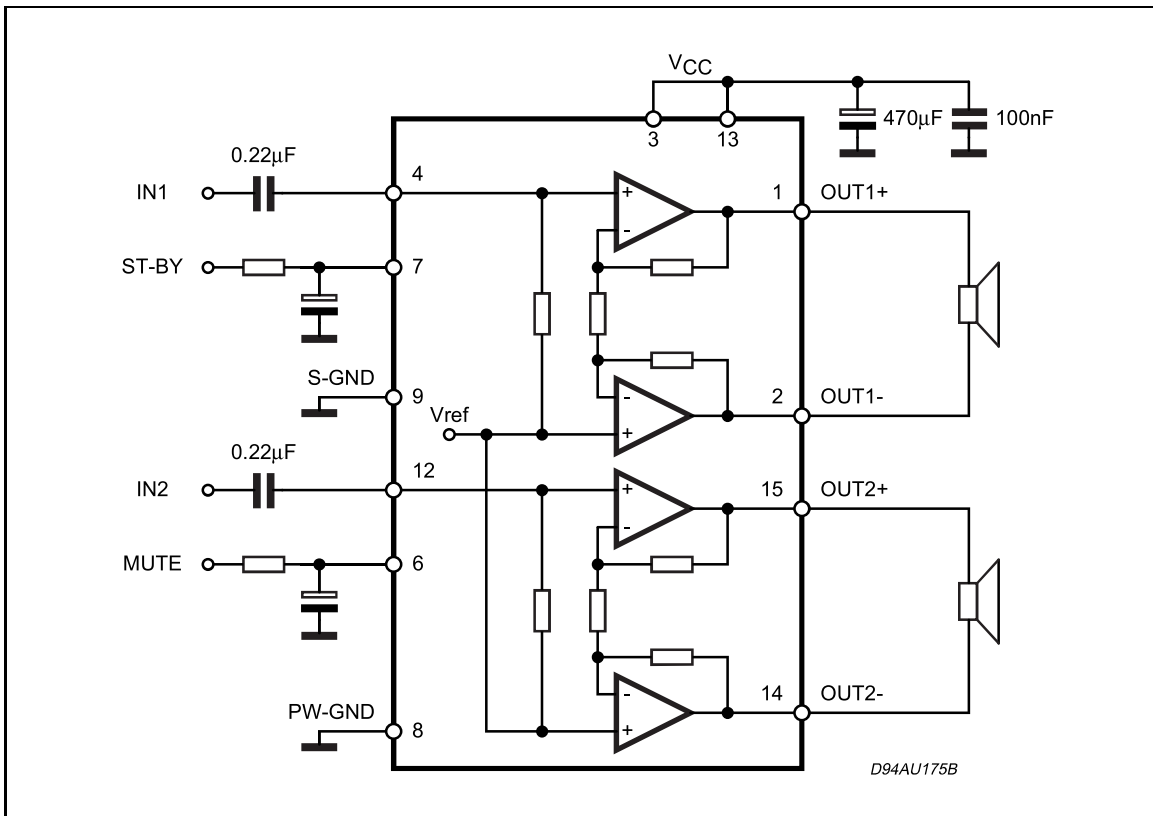 VCC
470μF
100nF
3
13
0.22μF
IN1
4
+
-
1
OUT1+
ST-BY
7
S-GND
9
Vref
-
+
2
OUT1-
0.22μF
IN2
12
+
-
15
OUT2+
MUTE
6
PW-GND
8
-
+
14
OUT2-
D94AU175B